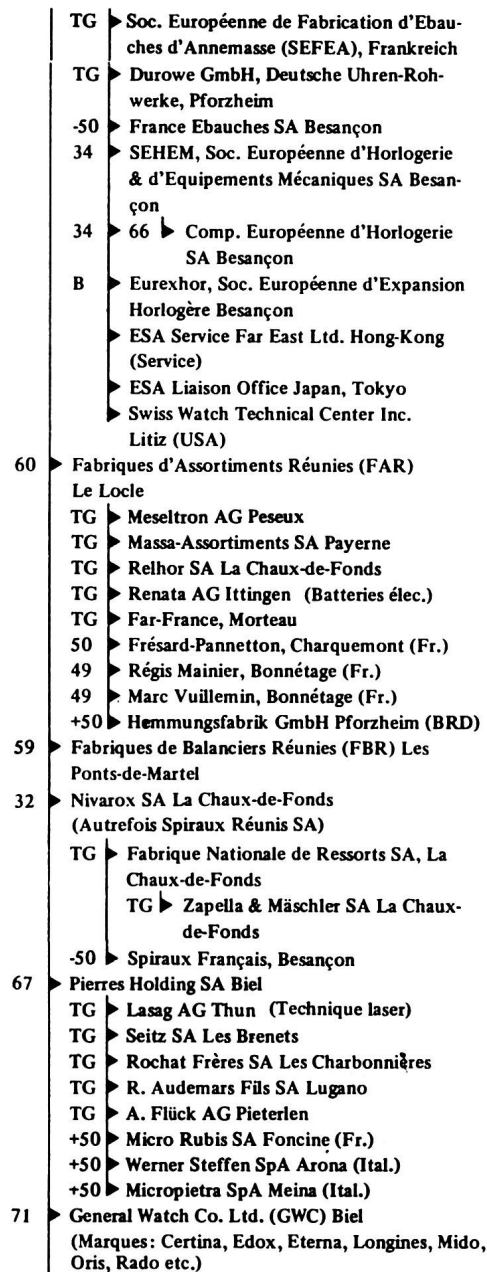 TG ▶ Soc. Européenne de Fabrication d'Ebau-
ches d'Annemasse (SEFEA), Frankreich
TG ▶ Durowe GmbH, Deutsche Uhren-Roh-
werke, Pforzheim
-50 ▶ France Ebauches SA Besançon
34 ▶ SEHEM, Soc. Européenne d'Horlogerie
& d'Equipements Mécaniques SA Besan-
çon
34 ▶ 66 ▶ Comp. Européenne d'Horlogerie
SA Besançon
B ▶ Eurexhor, Soc. Européenne d'Expansion
Horlogère Besançon
▶ ESA Service Far East Ltd. Hong-Kong
(Service)
▶ ESA Liaison Office Japan, Tokyo
▶ Swiss Watch Technical Center Inc.
Litiz (USA)
60 ▶ Fabriques d'Assortiments Réunies (FAR)
Le Locle
TG ▶ Meseltron AG Peseux
TG ▶ Massa-Assortiments SA Payerne
TG ▶ Relhor SA La Chaux-de-Fonds
TG ▶ Renata AG Ittingen (Batteries élec.)
TG ▶ Far-France, Morteau
50 ▶ Frésard-Pannetton, Charquemont (Fr.)
49 ▶ Régis Mainier, Bonnétage (Fr.)
49 ▶ Marc Vuillemin, Bonnétage (Fr.)
+50 ▶ Hemmungsfabrik GmbH Pforzheim (BRD)
59 ▶ Fabriques de Balanciers Réunies (FBR) Les
Ponts-de-Martel
32 ▶ Nivarox SA La Chaux-de-Fonds
(Autrefois Spiraux Réunis SA)
TG ▶ Fabrique Nationale de Ressorts SA, La
Chaux-de-Fonds
TG ▶ Zapella & Mäschler SA La Chaux-
de-Fonds
-50 ▶ Spiraux Français, Besançon
67 ▶ Pierres Holding SA Biel
TG ▶ Lasag AG Thun (Technique laser)
TG ▶ Seitz SA Les Brenets
TG ▶ Rochat Frères SA Les Charbonnières
TG ▶ R. Audemars Fils SA Lugano
TG ▶ A. Flück AG Pieterlen
+50 ▶ Micro Rubis SA Foncine (Fr.)
+50 ▶ Werner Steffen SpA Arona (Ital.)
+50 ▶ Micropietra SpA Meina (Ital.)
71 ▶ General Watch Co. Ltd. (GWC) Biel
(Marques: Certina, Edox, Eterna, Longines, Mido,
Oris, Rado etc.)